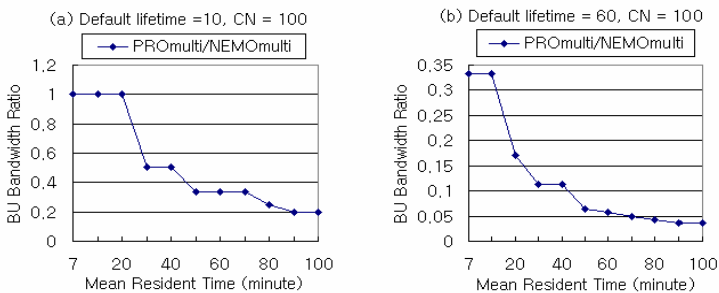 (a) Default lifetime =10, CN = 100
PROmulti/NEMOmulti
1,2
1
0,8
0,6
0,4
0,2
0
BU Bandwidth Ratio
7 20 40 60 80 100
Mean Resident Time (minute)
(b) Default lifetime = 60, CN = 100
PROmulti/NEMOmulti
0,35
0,3
0,25
0,2
0,15
0,1
0,05
0
BU Bandwidth Ratio
7 20 40 60 80 100
Mean Resident Time (minute)